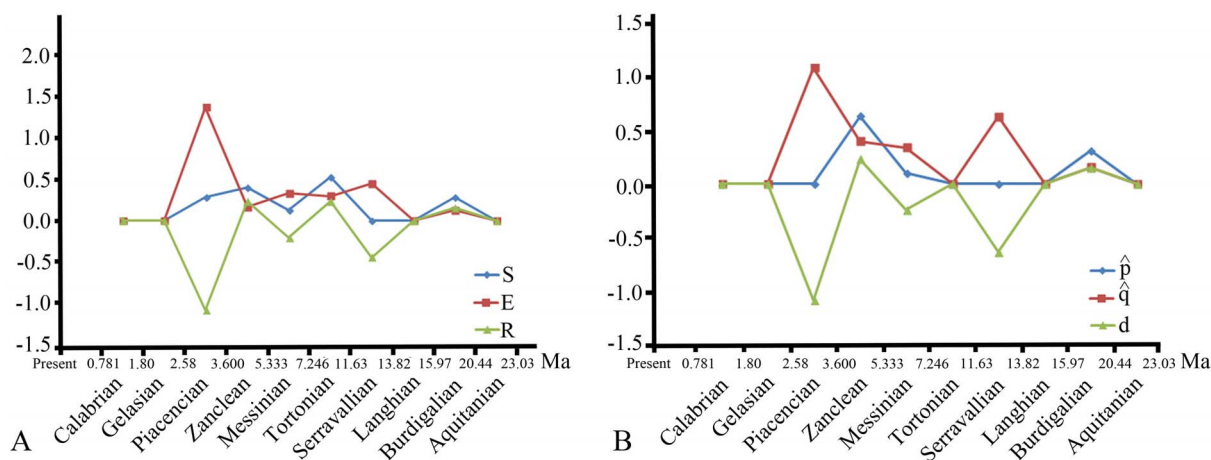 2.0
1.5
1.0
0.5
0.0
-0.5
-1.0
-1.5
S
E
R
Present 0.781 1.80 2.58 3.600 5.333 7.246 11.63 13.82 15.97 20.44 23.03 Ma
Calabrian
Gelasian
Piacencian
Zanclean
Messinian
Tortonian
Serravallian
Langhian
Burdigalian
Aquitanian
A
1.5
1.0
0.5
0.0
-0.5
-1.0
-1.5
p̂
q̂
d
Present 0.781 1.80 2.58 3.600 5.333 7.246 11.63 13.82 15.97 20.44 23.03 Ma
Calabrian
Gelasian
Piacencian
Zanclean
Messinian
Tortonian
Serravallian
Langhian
Burdigalian
Aquitanian
B